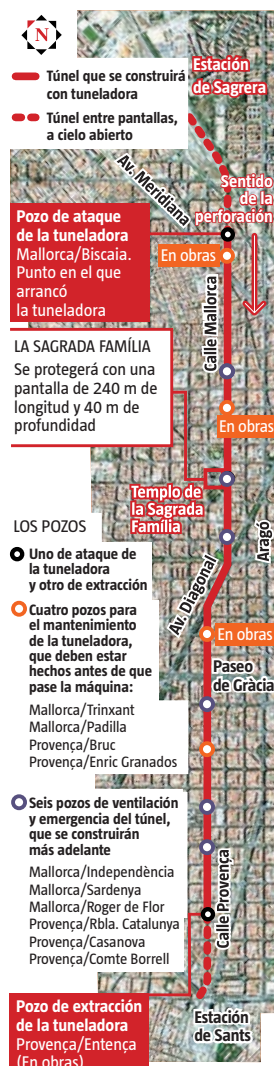 N
Túnel que se construirá
con tuneladora
Túnel entre pantallas,
a cielo abierto
Estación
de Sagrera
Av. Meridiana
Sentido
de la
perforación
Pozo de ataque
de la tuneladora
Mallorca/Biscaia.
Punto en el que
arrancó
la tuneladora
En obras
Calle Mallorca
LA SAGRADA FAMÍLIA
Se protegerá con una
pantalla de 240 m de
longitud y 40 m de
profundidad
En obras
Templo de
la Sagrada
Família
Aragó
Av. Diagonal
LOS POZOS
Uno de ataque de
la tuneladora
y otro de extracción
Cuatro pozos para
el mantenimiento
de la tuneladora,
que deben estar
hechos antes de que
pase la máquina:
Mallorca/Trinxant
Mallorca/Padilla
Provença/Bruc
Provença/Enric Granados
En obras
Paseo
de Gràcia
Seis pozos de ventilación
y emergencia del túnel,
que se construirán
más adelante
Mallorca/Independència
Mallorca/Sardenya
Mallorca/Roger de Flor
Provença/Rbla. Catalunya
Provença/Casanova
Provença/Comte Borrell
Calle Provença
Pozo de extracción
de la tuneladora
Provença/Entença
(En obras)
Estación
de Sants